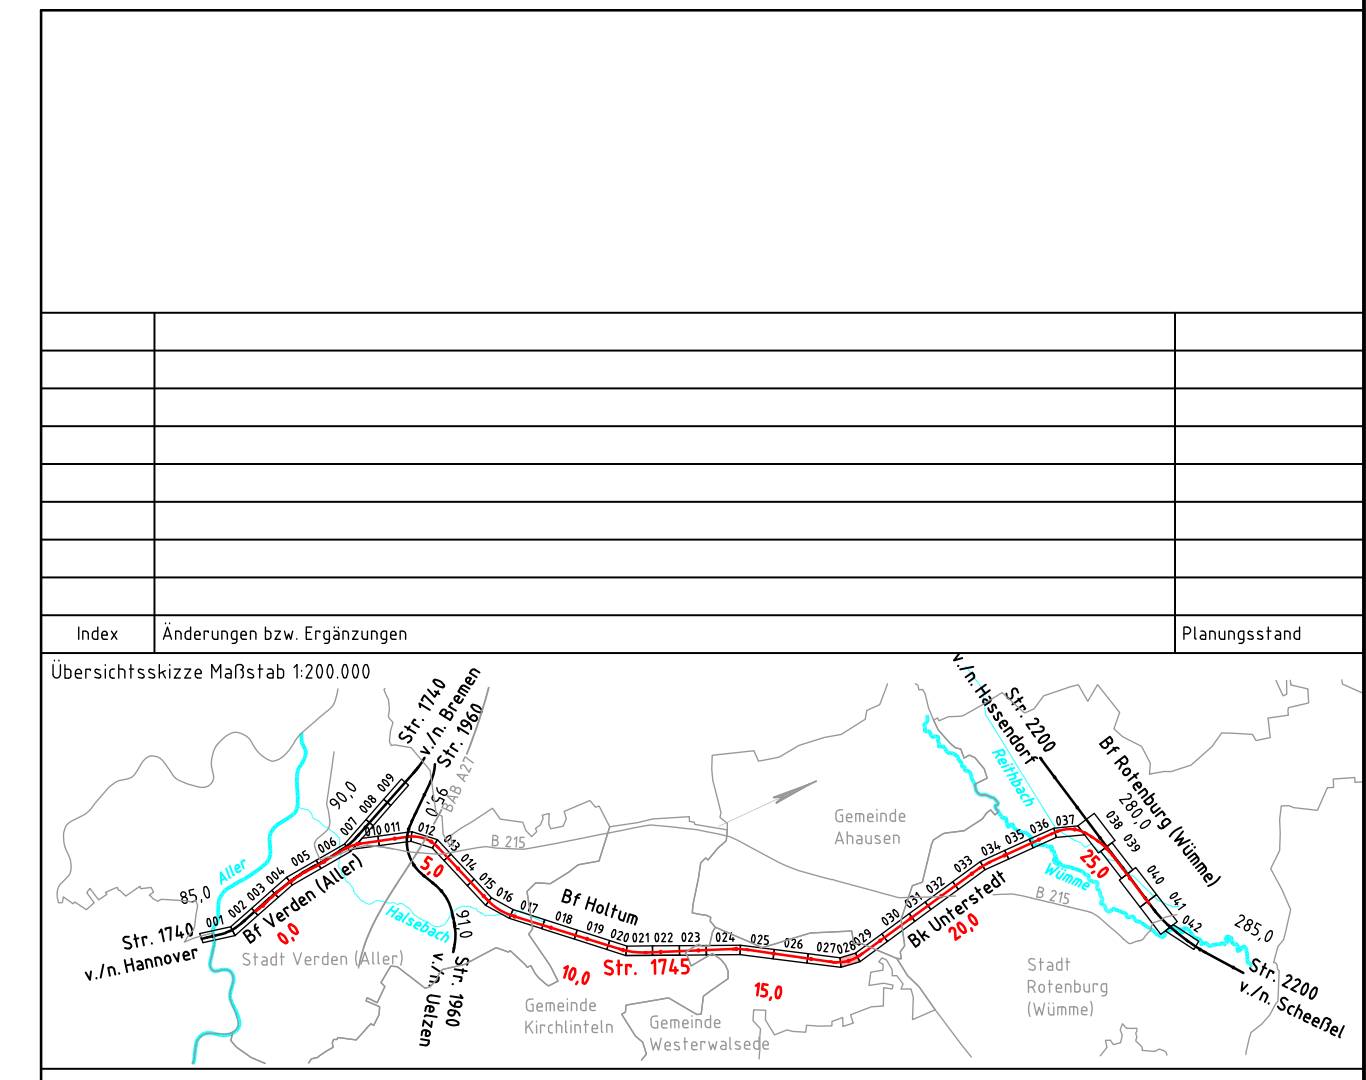 Index
Änderungen bzw. Ergänzungen
Planungsstand
Übersichtsskizze Maßstab 1:200.000
Str. 1740
v./n. Bremen
Str. 1960
BAB A27
95,0
90,0
85,0
Aller
Str. 1740
v./n. Hannover
001
002
003
004
005
006
007
008
009
010
011
012
013
014
015
016
017
018
019
020
021
022
023
024
025
026
027
028
029
030
031
032
033
034
035
036
037
038
039
040
041
042
Bf Verden (Aller)
0,0
Stadt Verden (Aller)
5,0
Halsebach
91,0
Str. 1960
v./n. Uelzen
B 215
Bf Holtum
10,0
Str. 1745
15,0
Gemeinde
Kirchlinteln
Gemeinde
Westerwalsede
Gemeinde
Ahausen
Bk Unterstedt
20,0
v./n. Hassendorf
Str. 2200
Reithbach
Wümme
25,0
B 215
Bf Rotenburg (Wümme)
280,0
285,0
Stadt
Rotenburg
(Wümme)
Str. 2200
v./n. Scheeßel